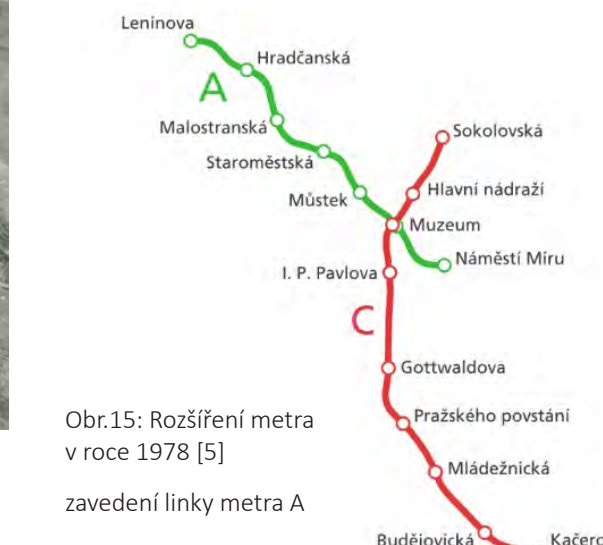 Leninova
Hradčanská
A
Malostranská
Sokolovská
Staroměstská
Můstek
Hlavní nádraží
Muzeum
I. P. Pavlova
Náměstí Míru
C
Gottwaldova
Pražského povstání
Mládežnická
Budějovická
Obr.15: Rozšíření metra
v roce 1978 [5]
zavedení linky metra A